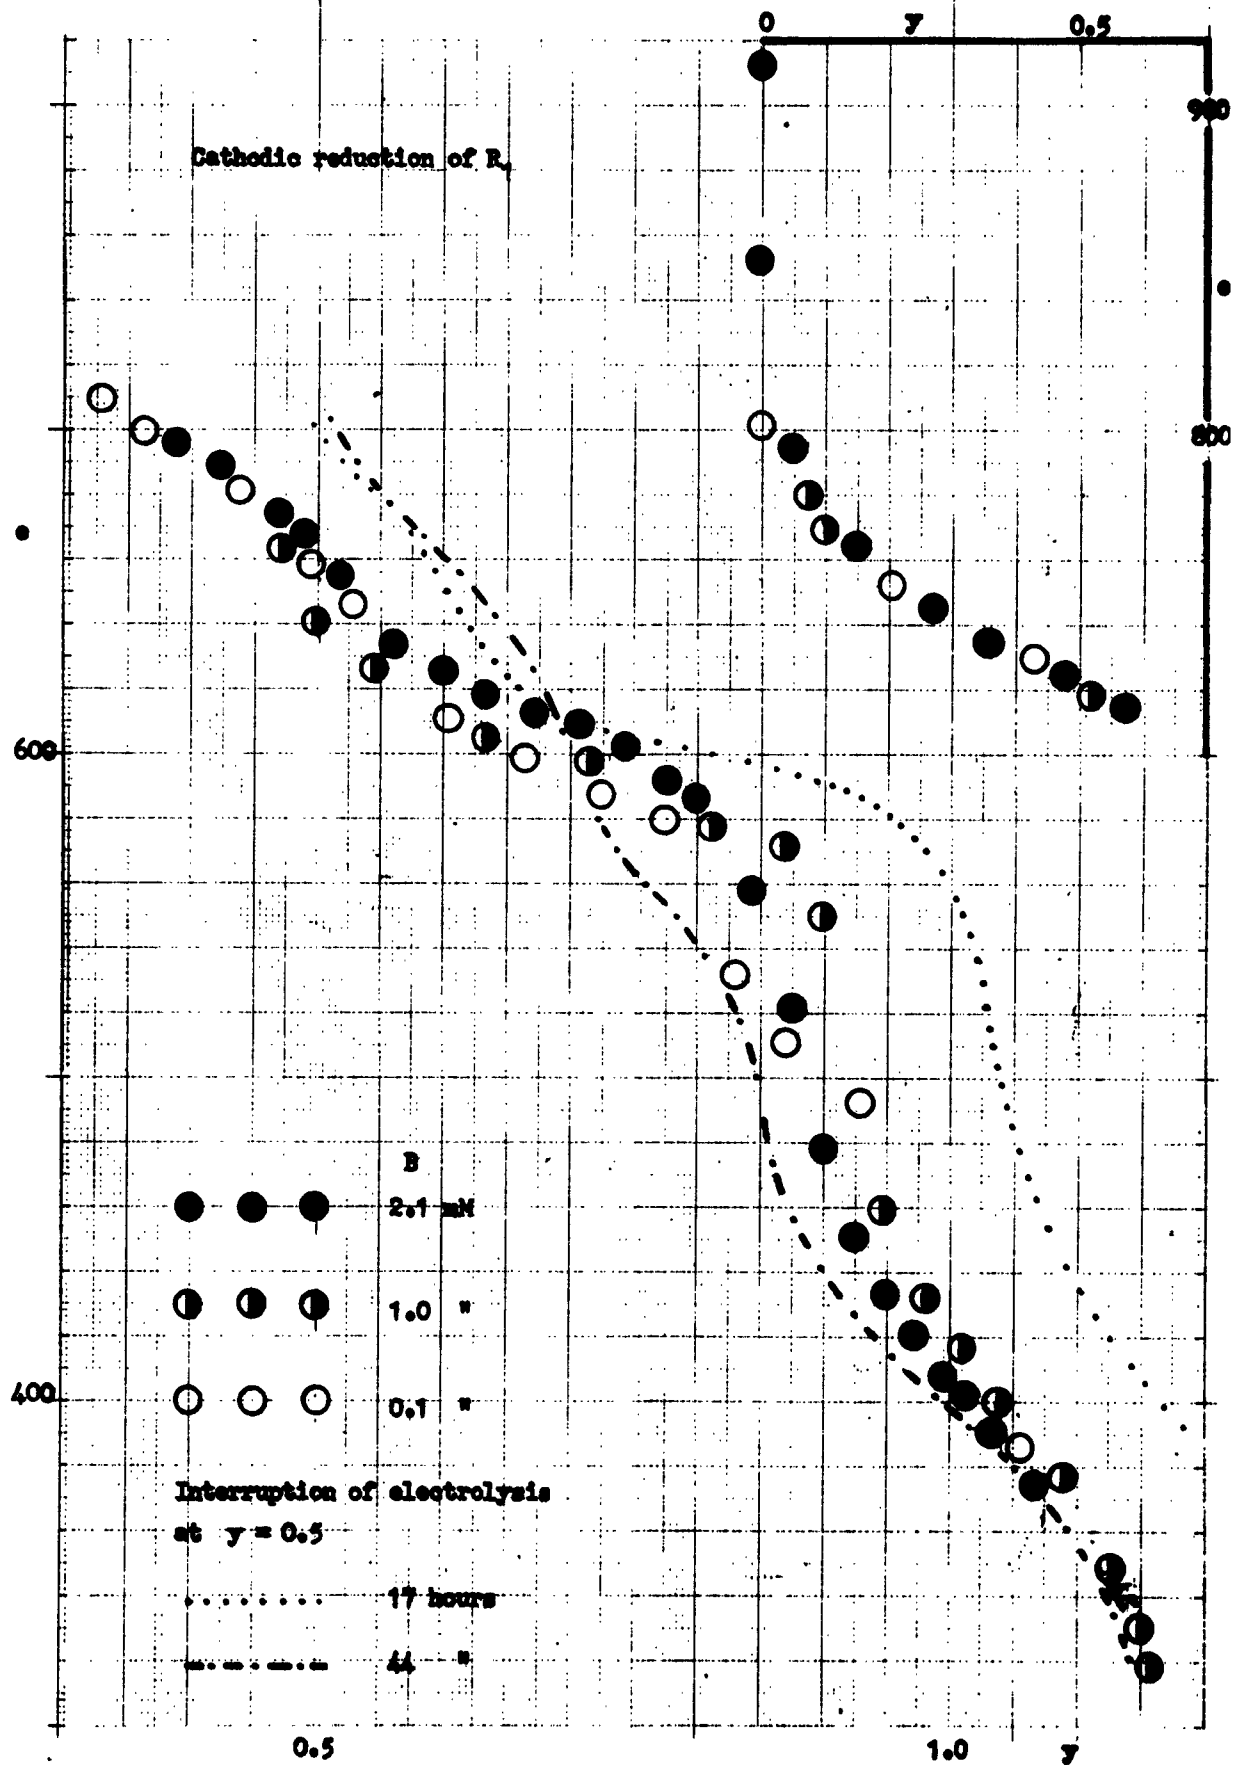 0 y 0.5
900
Cathodic reduction of R1
800
600
B
2.1 mM
1.0 "
400
0.1 "
Interruption of electrolysis
at y = 0.5
17 hours
44 "
0.5 1.0 y